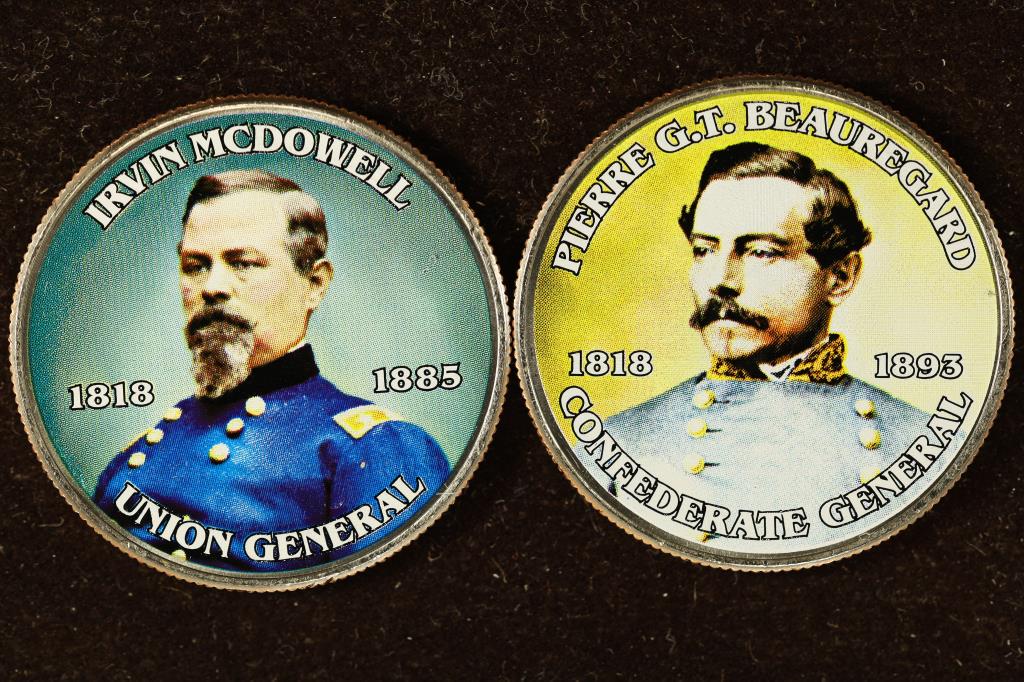 IRVIN MCDOWELL
1818 1885
UNION GENERAL
PIERRE G.T. BEAUREGARD
1818 1893
CONFEDERATE GENERAL